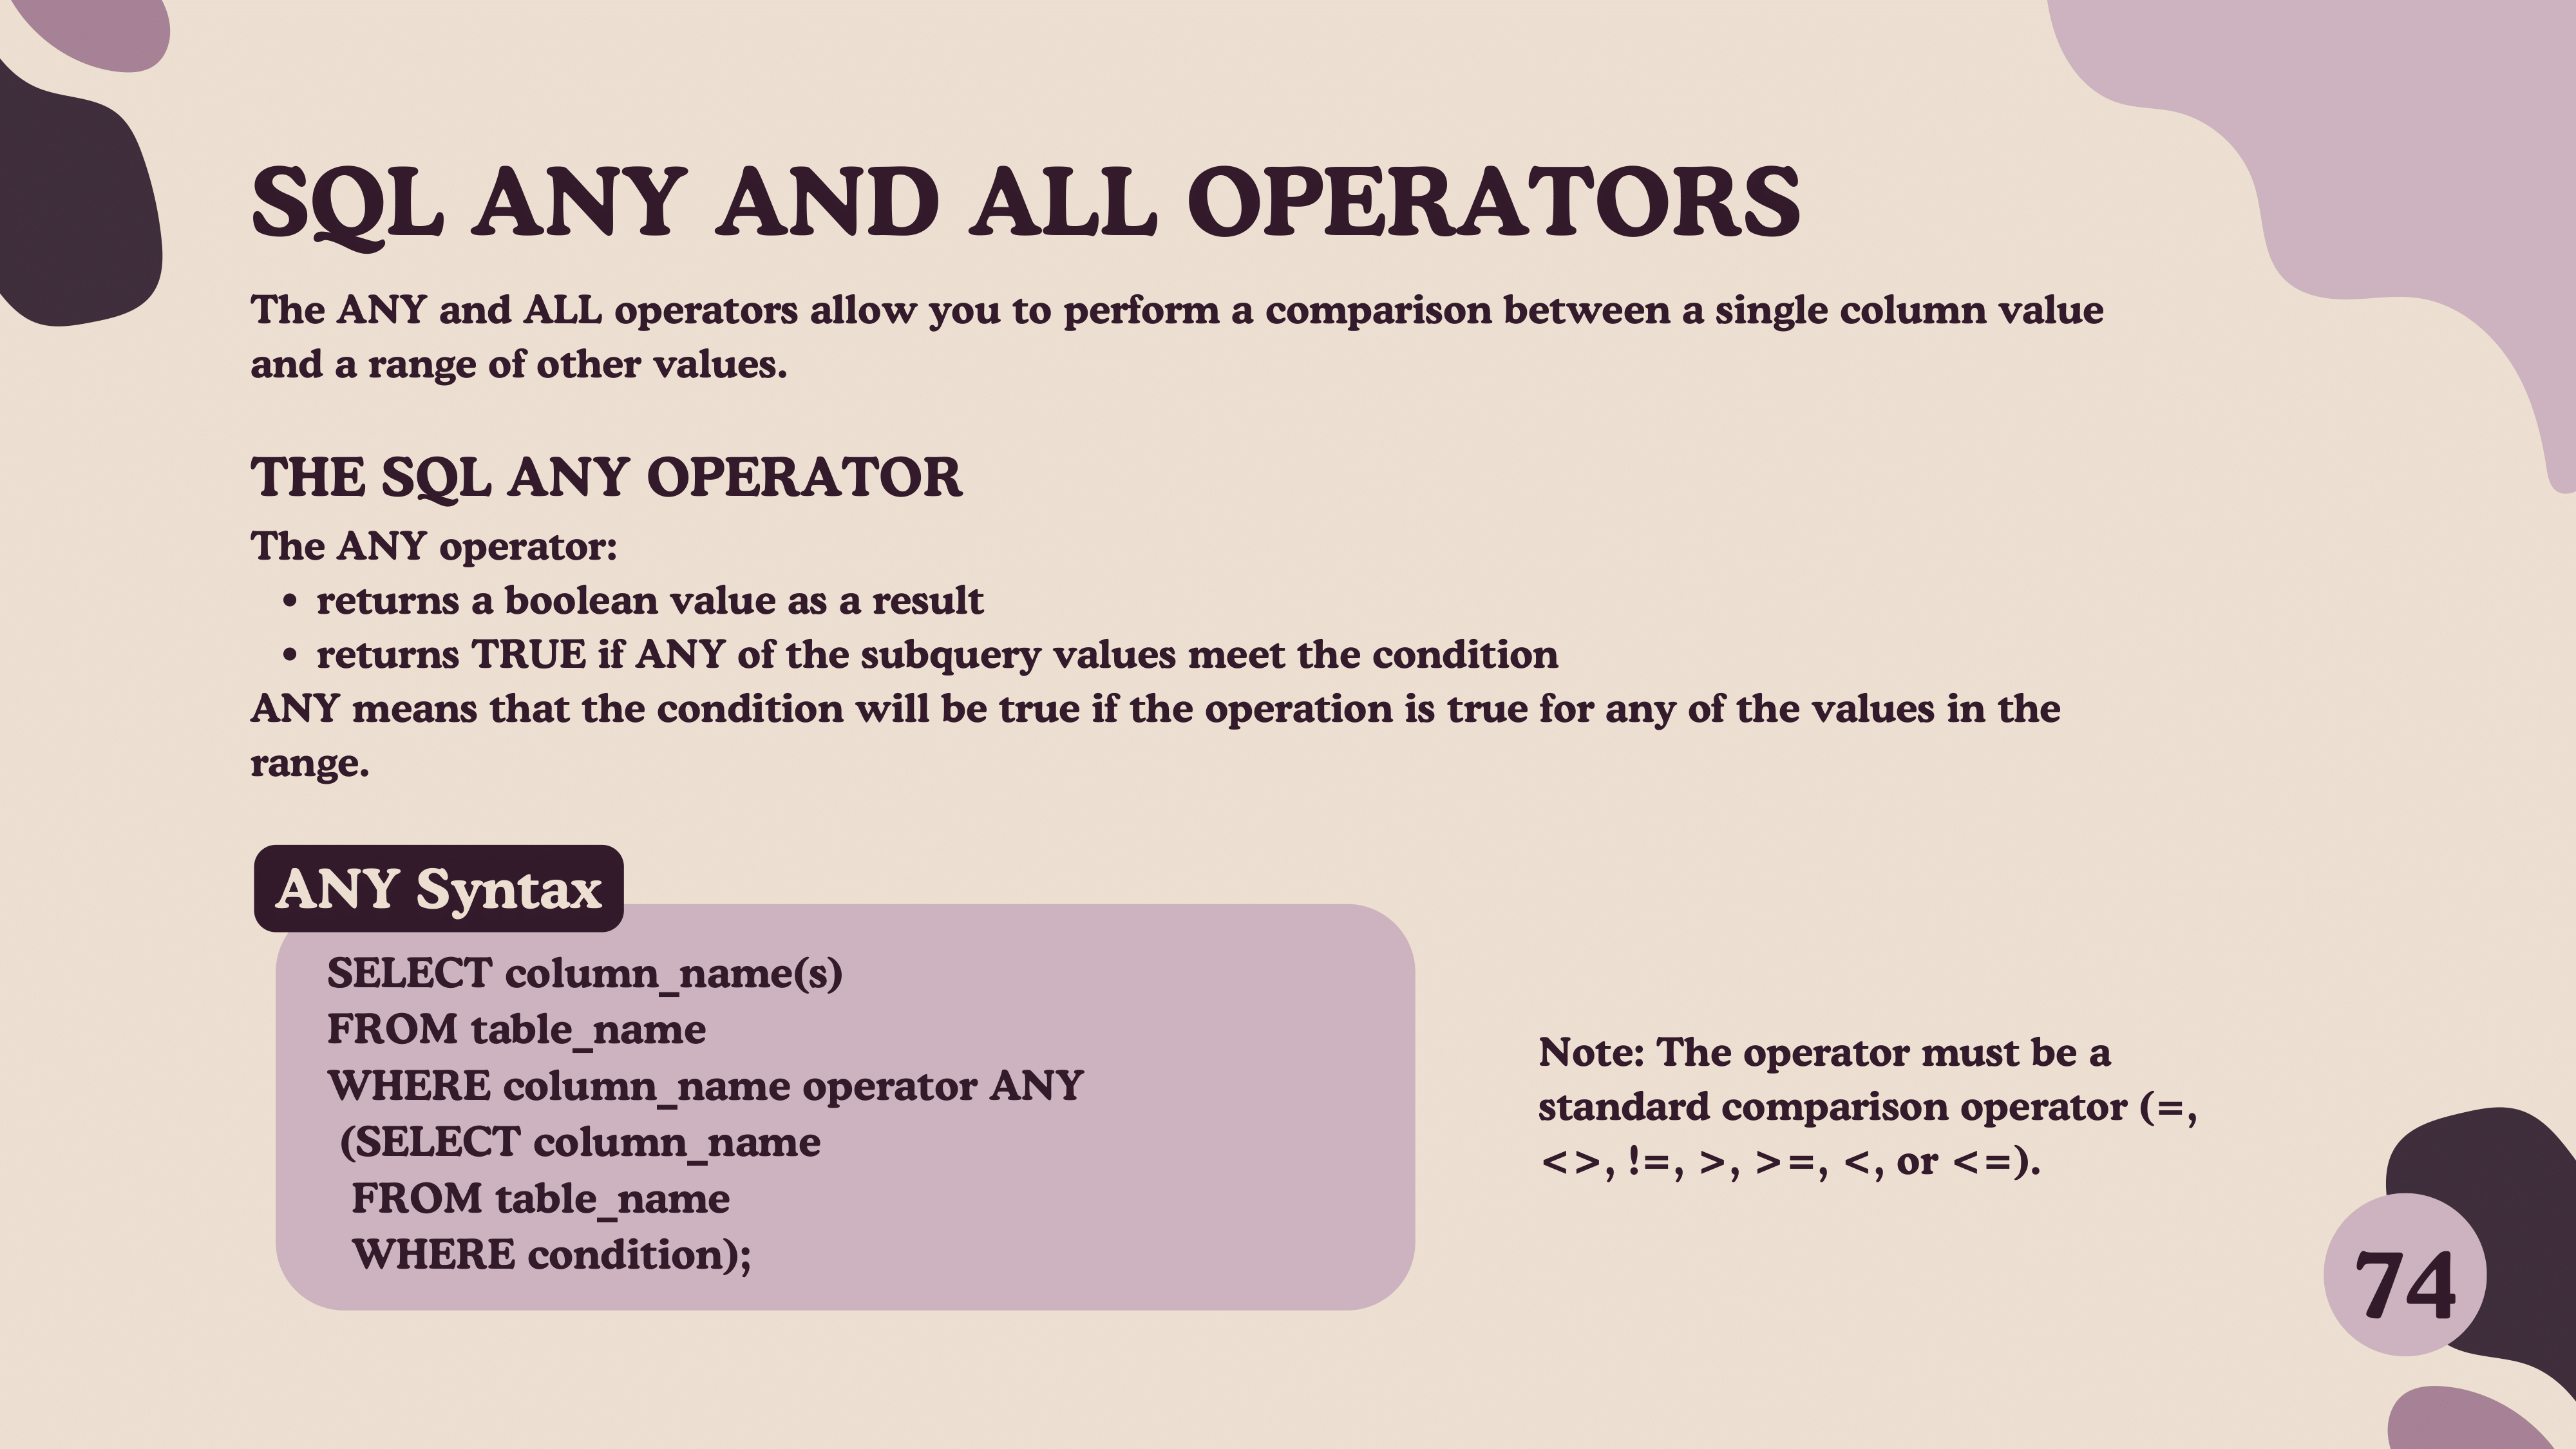 SQL ANY AND ALL OPERATORS
The ANY and ALL operators allow you to perform a comparison between a single column value
and a range of other values.
THE SQL ANY OPERATOR
The ANY operator:
• returns a boolean value as a result
• returns TRUE if ANY of the subquery values meet the condition
ANY means that the condition will be true if the operation is true for any of the values in the
range.
ANY Syntax
SELECT column_name(s)
FROM table_name
WHERE column_name operator ANY
(SELECT column_name
FROM table_name
WHERE condition);
Note: The operator must be a
standard comparison operator (=,
<>, !=, >, >=, <, or <=).
74